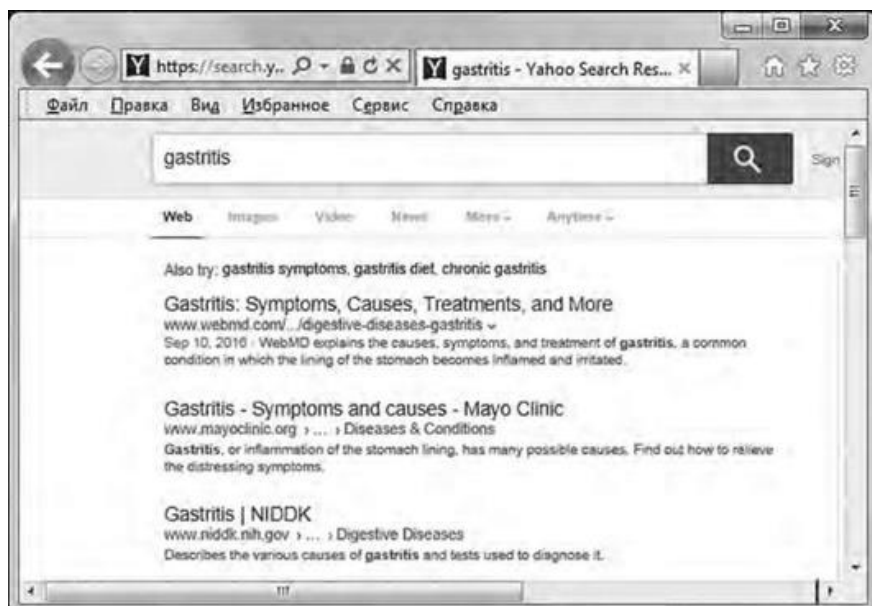 https://search.y..
gastritis - Yahoo Search Res...
Файл Правка Вид Избранное Сервис Справка
gastritis
Sign
Web Images Video News More Anytime
Also try: gastritis symptoms, gastritis diet, chronic gastritis
Gastritis: Symptoms, Causes, Treatments, and More
www.webmd.com/.../digestive-diseases-gastritis
Sep 10, 2016 · WebMD explains the causes, symptoms, and treatment of gastritis, a common
condition in which the lining of the stomach becomes inflamed and irritated.
Gastritis - Symptoms and causes - Mayo Clinic
www.mayoclinic.org › ... › Diseases & Conditions
Gastritis, or inflammation of the stomach lining, has many possible causes. Find out how to relieve
the distressing symptoms.
Gastritis | NIDDK
www.niddk.nih.gov › ... › Digestive Diseases
Describes the various causes of gastritis and tests used to diagnose it.